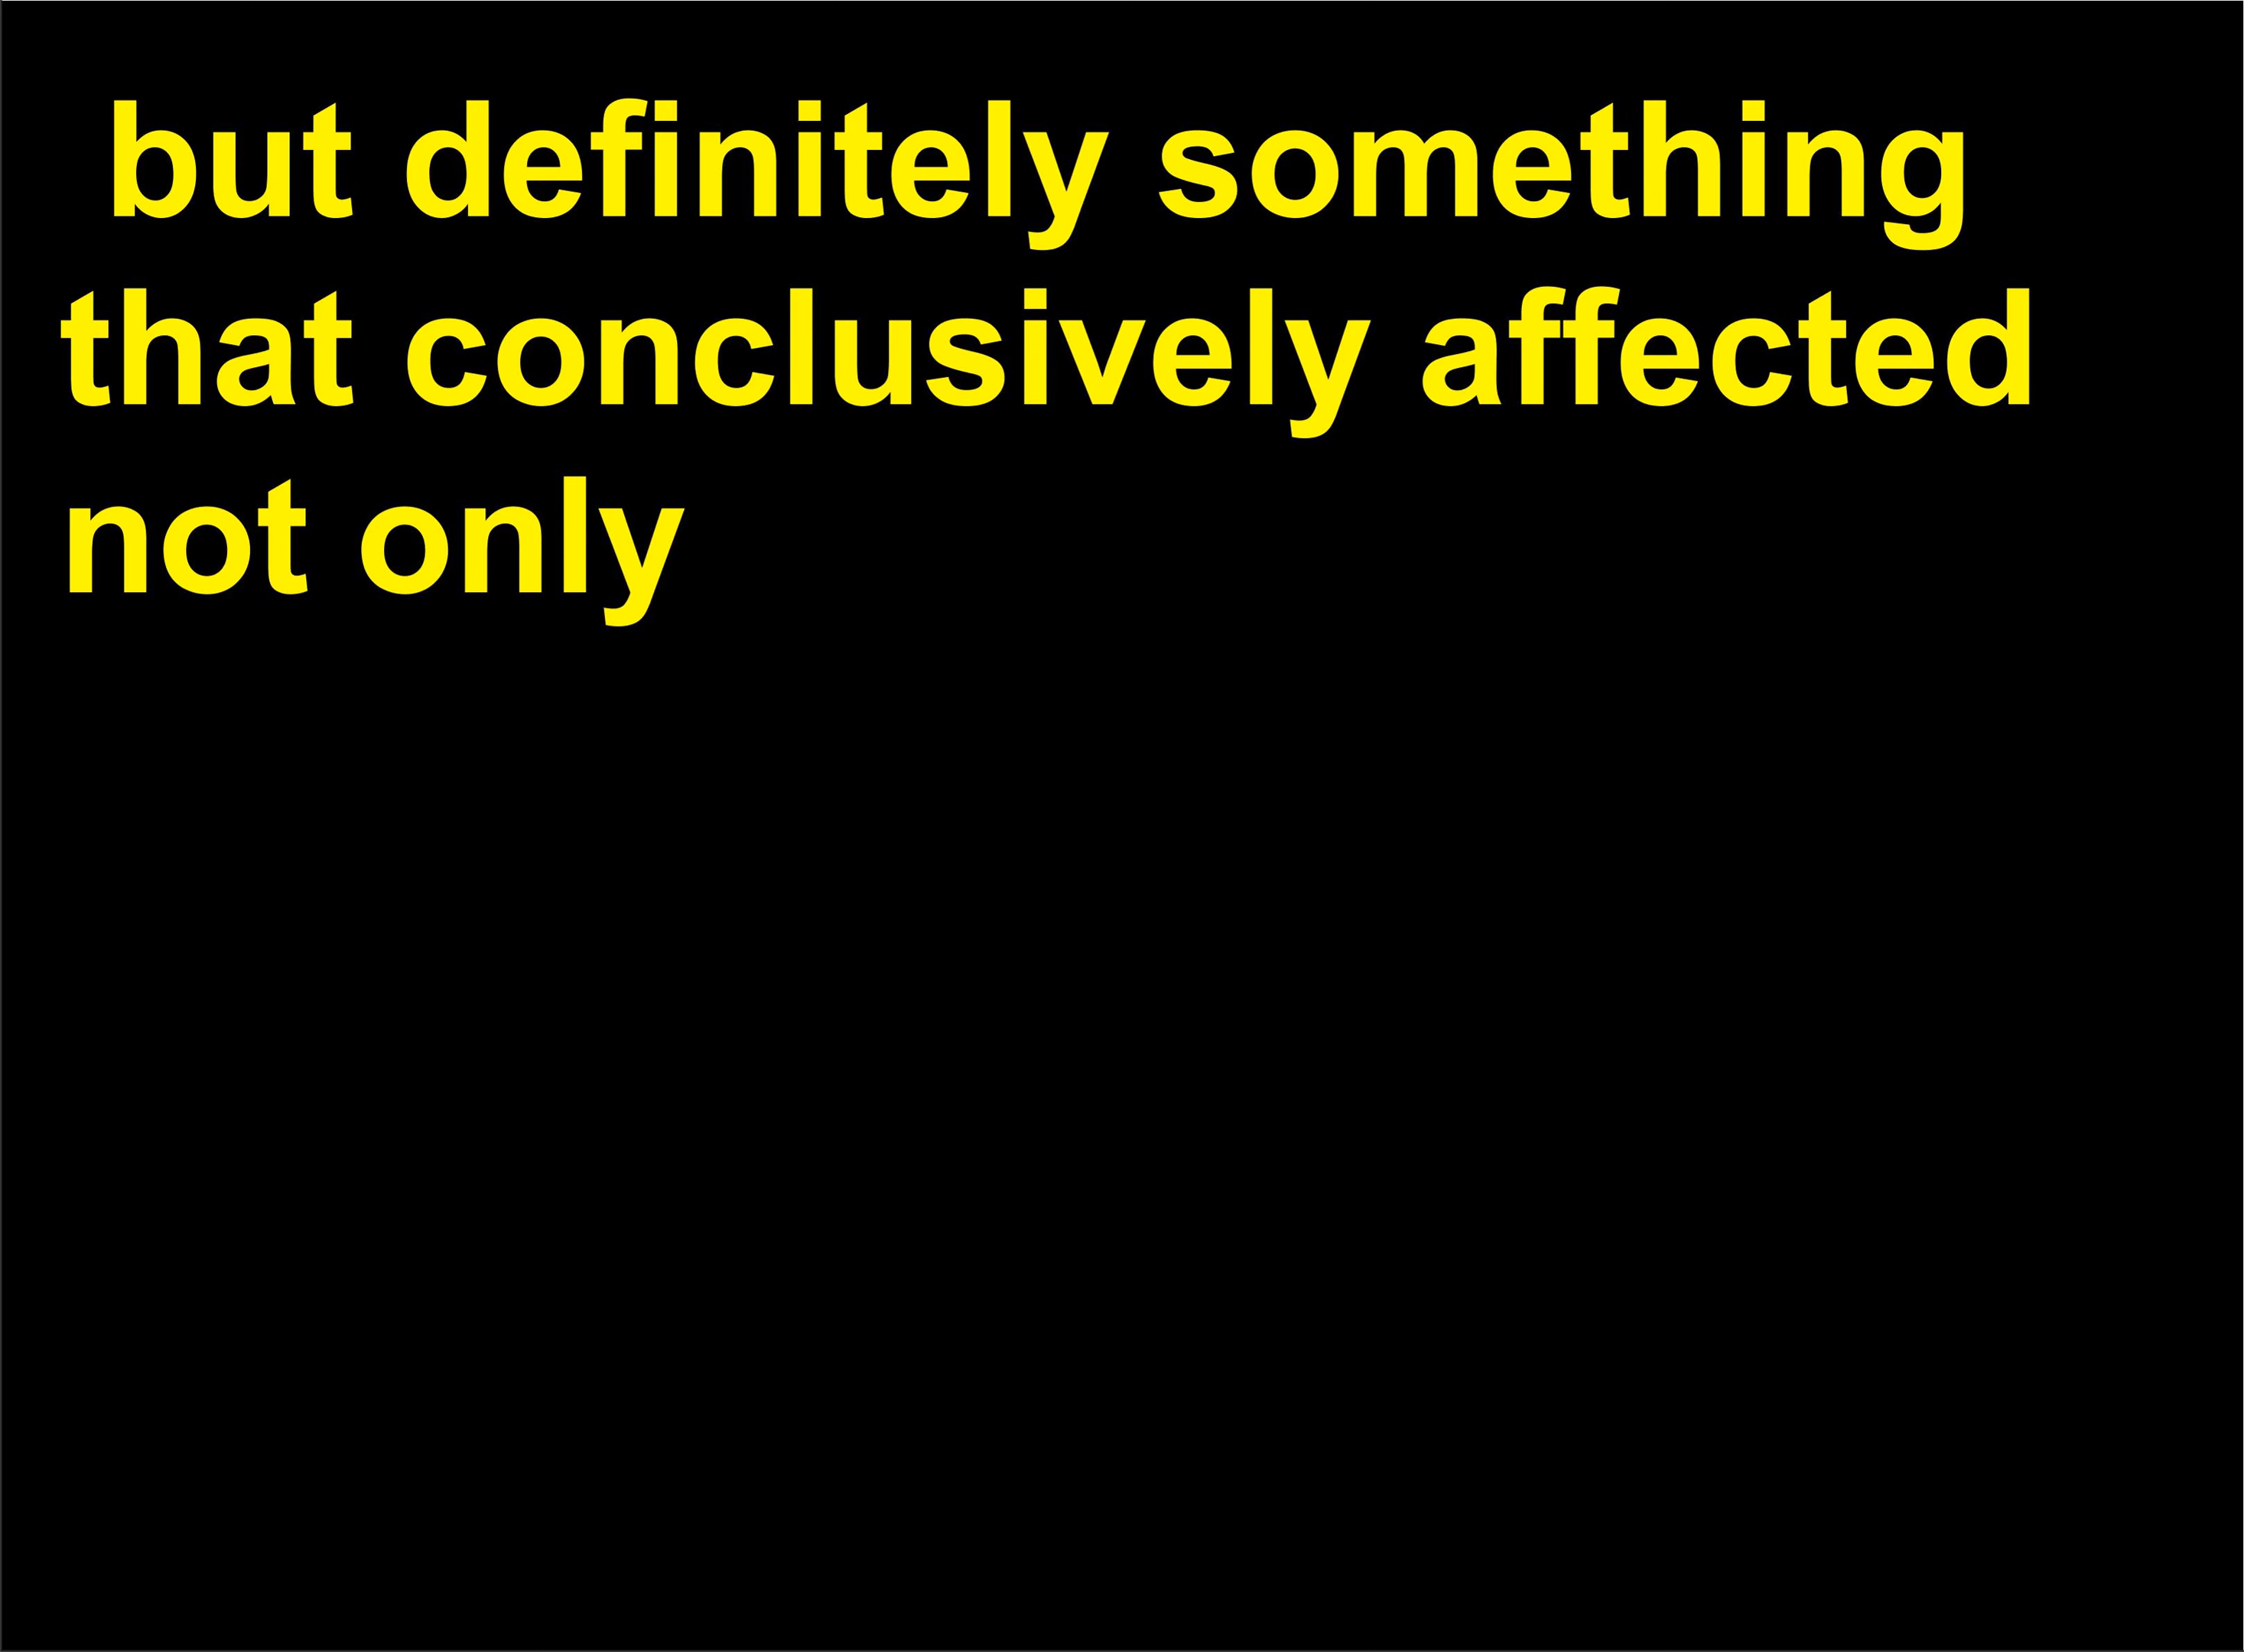 but definitely something
that conclusively affected
not only